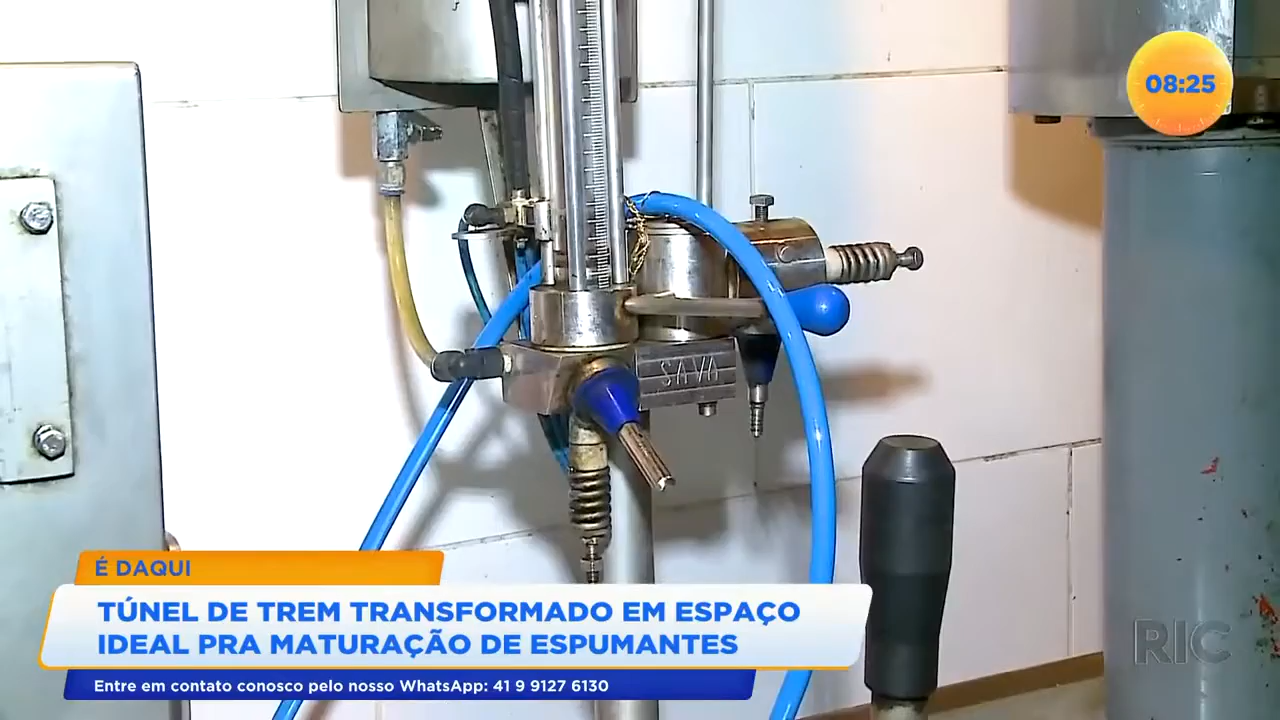 08:25
SAVA
É DAQUI
TÚNEL DE TREM TRANSFORMADO EM ESPAÇO
IDEAL PRA MATURAÇÃO DE ESPUMANTES
RIC
Entre em contato conosco pelo nosso WhatsApp: 41 9 9127 6130